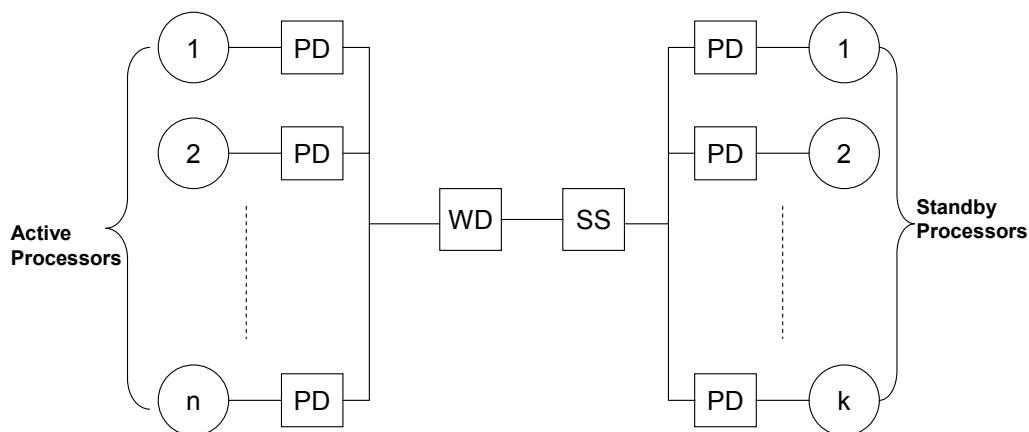 1 PD PD 1
2 PD PD 2
Active
Processors
WD SS
Standby
Processors
n PD PD k